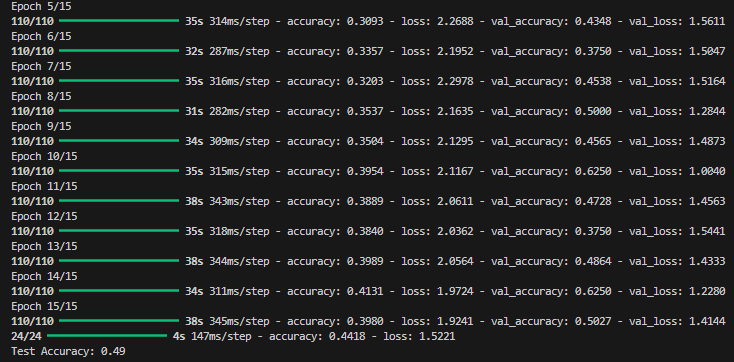 Epoch 5/15
110/110 35s 314ms/step - accuracy: 0.3093 - loss: 2.2688 - val_accuracy: 0.4348 - val_loss: 1.5611
Epoch 6/15
110/110 32s 287ms/step - accuracy: 0.3357 - loss: 2.1952 - val_accuracy: 0.3750 - val_loss: 1.5047
Epoch 7/15
110/110 35s 316ms/step - accuracy: 0.3203 - loss: 2.2978 - val_accuracy: 0.4538 - val_loss: 1.5164
Epoch 8/15
110/110 31s 282ms/step - accuracy: 0.3537 - loss: 2.1635 - val_accuracy: 0.5000 - val_loss: 1.2844
Epoch 9/15
110/110 34s 309ms/step - accuracy: 0.3504 - loss: 2.1295 - val_accuracy: 0.4565 - val_loss: 1.4873
Epoch 10/15
110/110 35s 315ms/step - accuracy: 0.3954 - loss: 2.1167 - val_accuracy: 0.6250 - val_loss: 1.0040
Epoch 11/15
110/110 38s 343ms/step - accuracy: 0.3889 - loss: 2.0611 - val_accuracy: 0.4728 - val_loss: 1.4563
Epoch 12/15
110/110 35s 318ms/step - accuracy: 0.3840 - loss: 2.0362 - val_accuracy: 0.3750 - val_loss: 1.5441
Epoch 13/15
110/110 38s 344ms/step - accuracy: 0.3989 - loss: 2.0564 - val_accuracy: 0.4864 - val_loss: 1.4333
Epoch 14/15
110/110 34s 311ms/step - accuracy: 0.4131 - loss: 1.9724 - val_accuracy: 0.6250 - val_loss: 1.2280
Epoch 15/15
110/110 38s 345ms/step - accuracy: 0.3980 - loss: 1.9241 - val_accuracy: 0.5027 - val_loss: 1.4144
24/24 4s 147ms/step - accuracy: 0.4418 - loss: 1.5221
Test Accuracy: 0.49